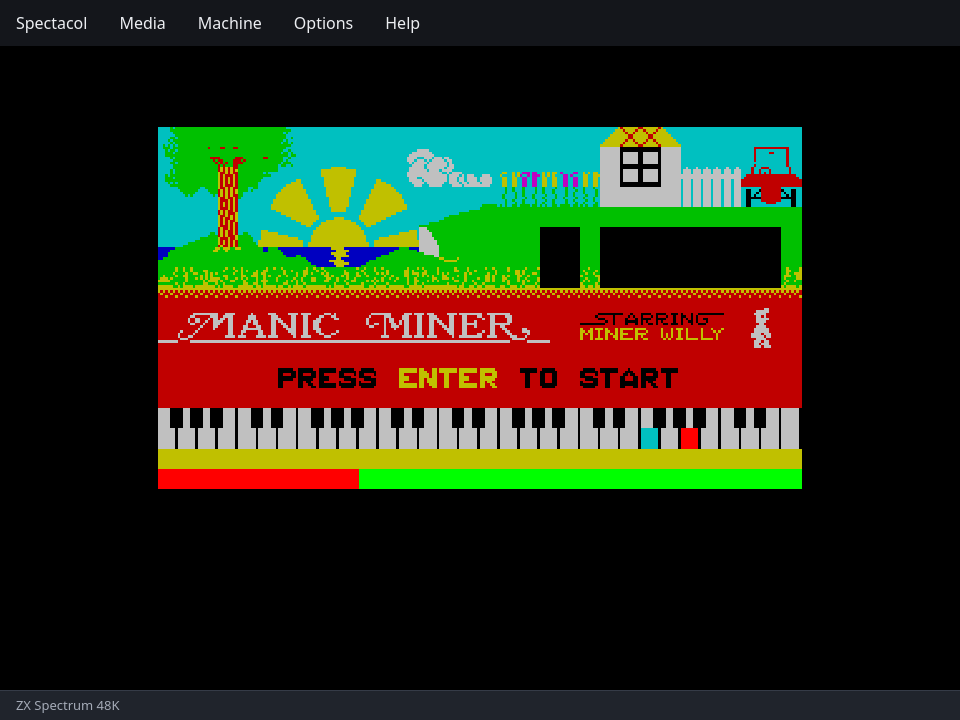 Spectacol Media Machine Options Help
MANIC MINER
STARRING
MINER WILLY
PRESS ENTER TO START
ZX Spectrum 48K